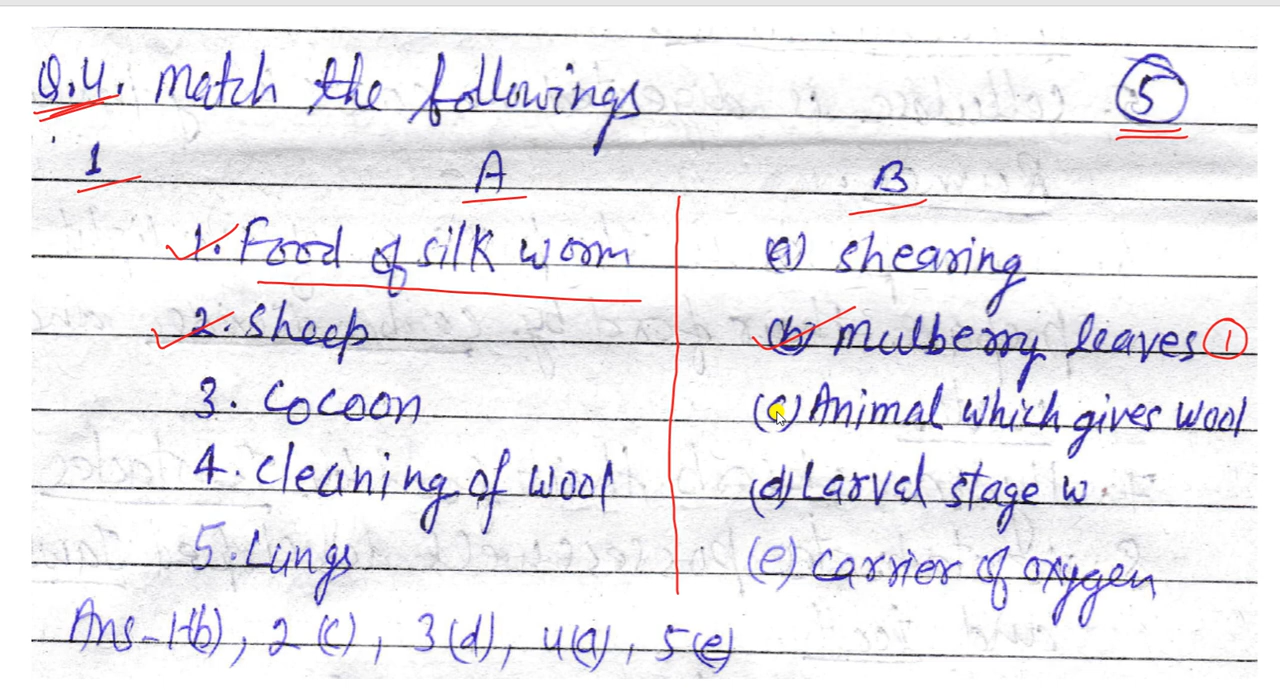 Q.4. Match the followings 5
1 A B
1. Food of silk worm (a) shearing
2. Sheep (b) Mulberry leaves 1
3. Cocoon (c) Animal which gives wool
4. Cleaning of wool (d) Larval stage w
5. Lungs (e) carrier of oxygen
Ans-1(b), 2(c), 3(d), 4(a), 5(e)